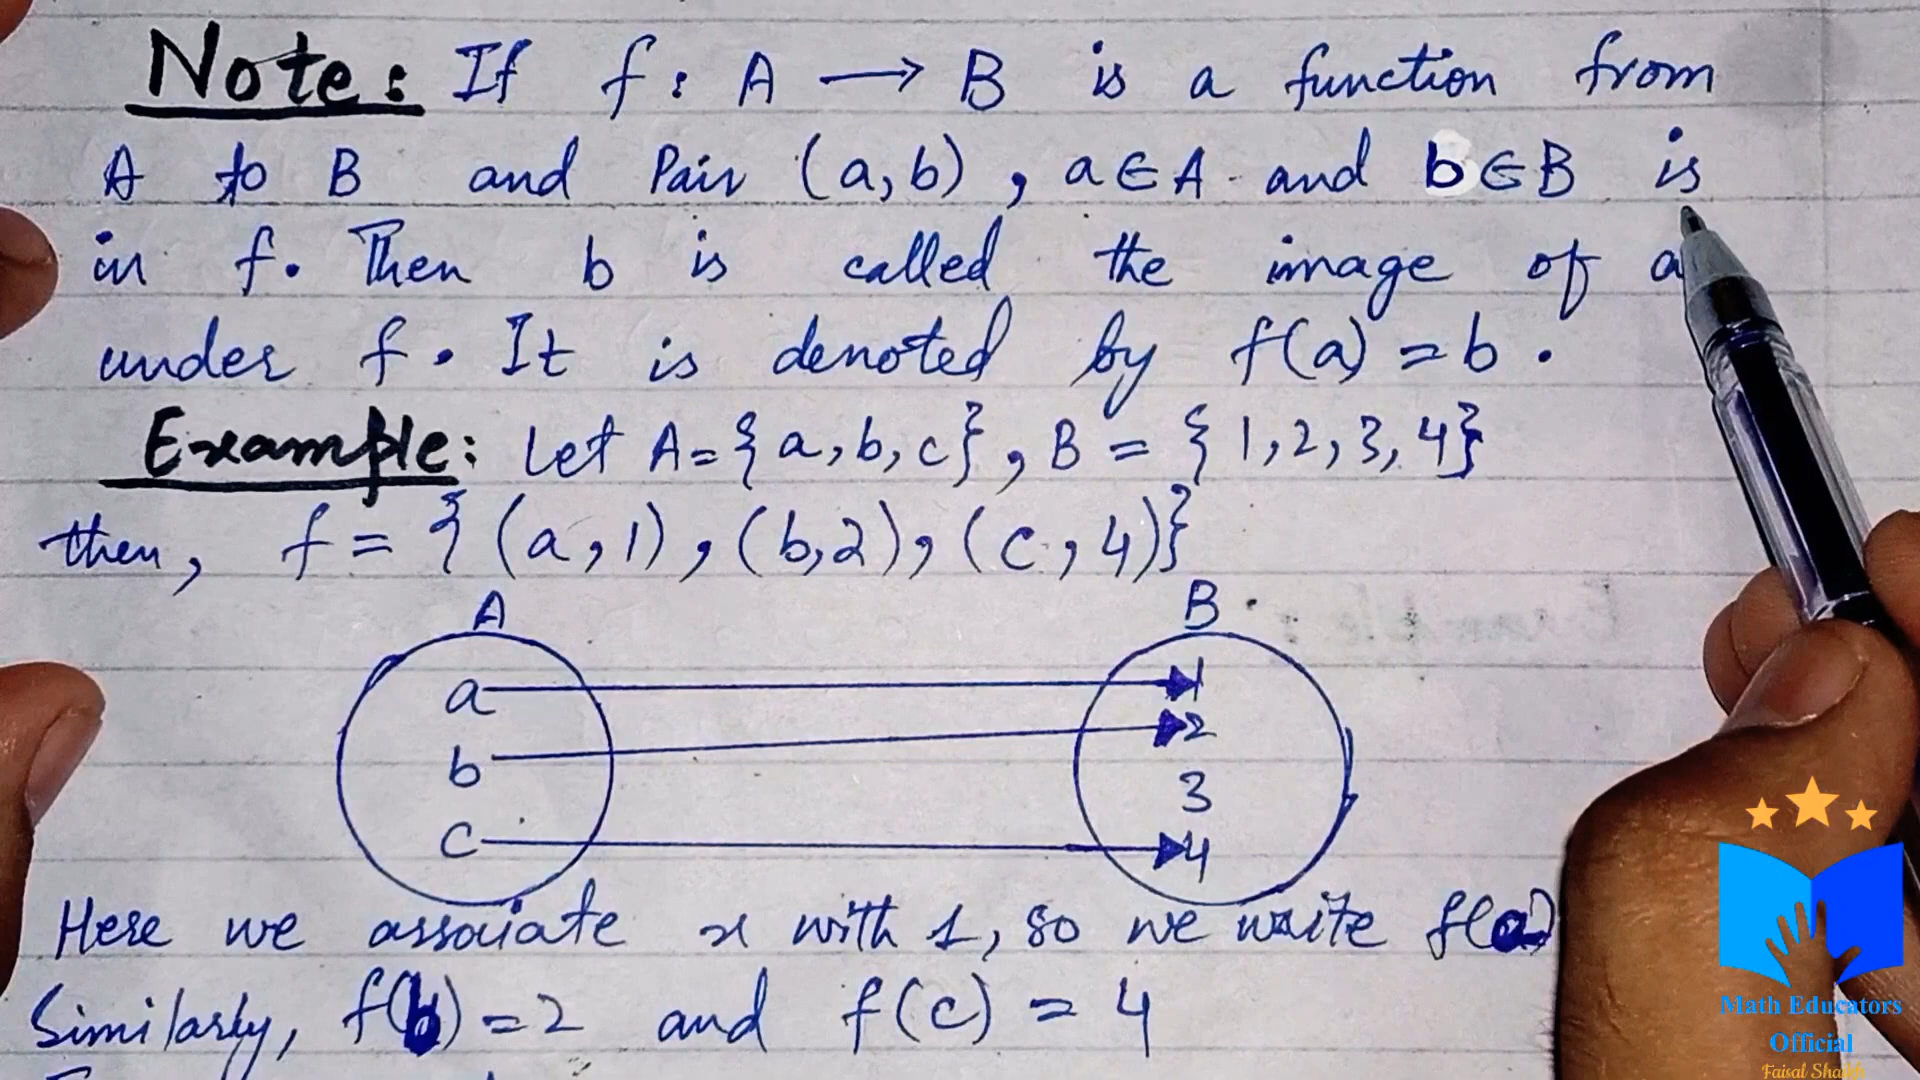 Note: If f: A → B is a function from
A to B and Pair (a,b), a∈A and b∈B is
in f. Then b is called the image of a
under f. It is denoted by f(a) = b.
Example: Let A={a,b,c}, B = {1,2,3,4}
then, f = {(a,1), (b,2), (c,4)}
A B
a 1
b 2
3
c 4
Here we associate x with 1, so we write f(a)
Similarly, f(b) = 2 and f(c) = 4
Math Educators
Official
Faisal Shaikh